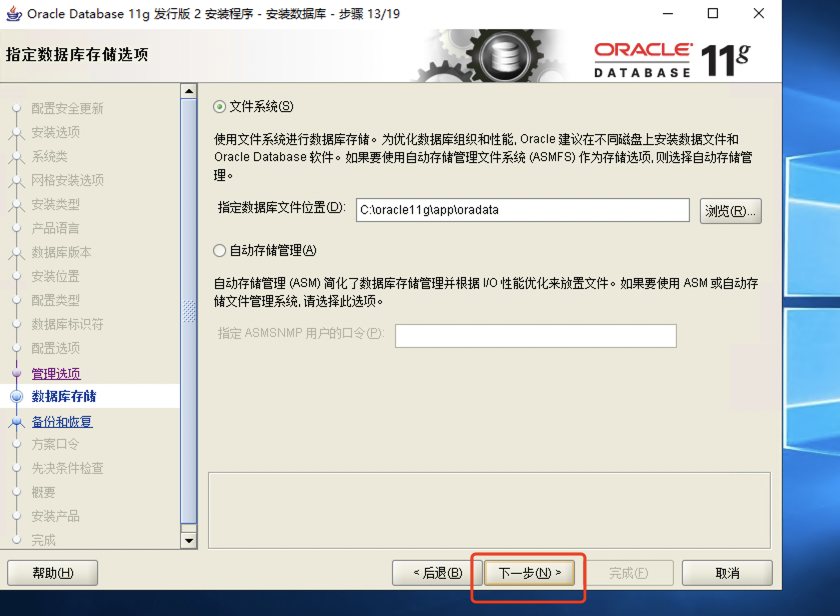 Oracle Database 11g 发行版 2 安装程序 - 安装数据库 - 步骤 13/19
指定数据库存储选项
ORACLE
DATABASE 11g
配置安全更新
安装选项
系统类
网格安装选项
安装类型
产品语言
数据库版本
安装位置
配置类型
数据库标识符
配置选项
管理选项
数据库存储
备份和恢复
方案口令
先决条件检查
概要
安装产品
完成
文件系统(S)
使用文件系统进行数据库存储。为优化数据库组织和性能, Oracle 建议在不同磁盘上安装数据文件和
Oracle Database 软件。如果要使用自动存储管理文件系统 (ASMFS) 作为存储选项, 则选择自动存储管
理。
指定数据库文件位置(D):
C:\oracle11g\app\oradata
浏览(R)...
自动存储管理(A)
自动存储管理 (ASM) 简化了数据库存储管理并根据 I/O 性能优化来放置文件。如果要使用 ASM 或自动存
储文件管理系统, 请选择此选项。
指定 ASMSNMP 用户的口令(P):
帮助(H)
< 后退(B)
下一步(N) >
完成(F)
取消